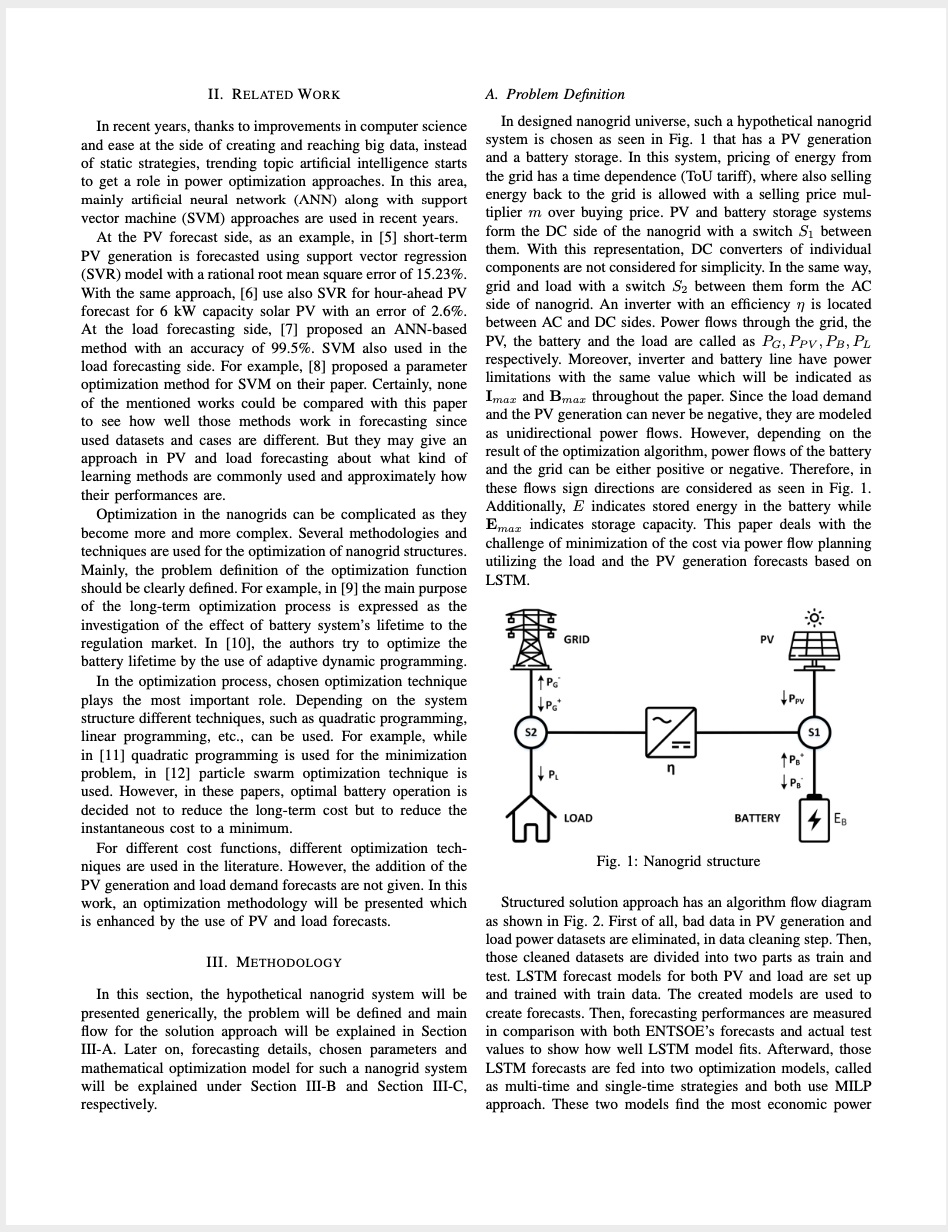 II. RELATED WORK
In recent years, thanks to improvements in computer science
and ease at the side of creating and reaching big data, instead
of static strategies, trending topic artificial intelligence starts
to get a role in power optimization approaches. In this area,
mainly artificial neural network (ANN) along with support
vector machine (SVM) approaches are used in recent years.
At the PV forecast side, as an example, in [5] short-term
PV generation is forecasted using support vector regression
(SVR) model with a rational root mean square error of 15.23%.
With the same approach, [6] use also SVR for hour-ahead PV
forecast for 6 kW capacity solar PV with an error of 2.6%.
At the load forecasting side, [7] proposed an ANN-based
method with an accuracy of 99.5%. SVM also used in the
load forecasting side. For example, [8] proposed a parameter
optimization method for SVM on their paper. Certainly, none
of the mentioned works could be compared with this paper
to see how well those methods work in forecasting since
used datasets and cases are different. But they may give an
approach in PV and load forecasting about what kind of
learning methods are commonly used and approximately how
their performances are.
Optimization in the nanogrids can be complicated as they
become more and more complex. Several methodologies and
techniques are used for the optimization of nanogrid structures.
Mainly, the problem definition of the optimization function
should be clearly defined. For example, in [9] the main purpose
of the long-term optimization process is expressed as the
investigation of the effect of battery system's lifetime to the
regulation market. In [10], the authors try to optimize the
battery lifetime by the use of adaptive dynamic programming.
In the optimization process, chosen optimization technique
plays the most important role. Depending on the system
structure different techniques, such as quadratic programming,
linear programming, etc., can be used. For example, while
in [11] quadratic programming is used for the minimization
problem, in [12] particle swarm optimization technique is
used. However, in these papers, optimal battery operation is
decided not to reduce the long-term cost but to reduce the
instantaneous cost to a minimum.
For different cost functions, different optimization tech-
niques are used in the literature. However, the addition of the
PV generation and load demand forecasts are not given. In this
work, an optimization methodology will be presented which
is enhanced by the use of PV and load forecasts.
III. METHODOLOGY
In this section, the hypothetical nanogrid system will be
presented generically, the problem will be defined and main
flow for the solution approach will be explained in Section
III-A. Later on, forecasting details, chosen parameters and
mathematical optimization model for such a nanogrid system
will be explained under Section III-B and Section III-C,
respectively.
A. Problem Definition
In designed nanogrid universe, such a hypothetical nanogrid
system is chosen as seen in Fig. 1 that has a PV generation
and a battery storage. In this system, pricing of energy from
the grid has a time dependence (ToU tariff), where also selling
energy back to the grid is allowed with a selling price mul-
tiplier m over buying price. PV and battery storage systems
form the DC side of the nanogrid with a switch S1 between
them. With this representation, DC converters of individual
components are not considered for simplicity. In the same way,
grid and load with a switch S2 between them form the AC
side of nanogrid. An inverter with an efficiency η is located
between AC and DC sides. Power flows through the grid, the
PV, the battery and the load are called as PG, PPV, PB, PL
respectively. Moreover, inverter and battery line have power
limitations with the same value which will be indicated as
Imax and Bmax throughout the paper. Since the load demand
and the PV generation can never be negative, they are modeled
as unidirectional power flows. However, depending on the
result of the optimization algorithm, power flows of the battery
and the grid can be either positive or negative. Therefore, in
these flows sign directions are considered as seen in Fig. 1.
Additionally, E indicates stored energy in the battery while
Emax indicates storage capacity. This paper deals with the
challenge of minimization of the cost via power flow planning
utilizing the load and the PV generation forecasts based on
LSTM.
GRID
PV
↑PG-
↓PG+
↓PPV
S2
S1
η
↑PB+
↓PB-
↓PL
LOAD
BATTERY
EB
Fig. 1: Nanogrid structure
Structured solution approach has an algorithm flow diagram
as shown in Fig. 2. First of all, bad data in PV generation and
load power datasets are eliminated, in data cleaning step. Then,
those cleaned datasets are divided into two parts as train and
test. LSTM forecast models for both PV and load are set up
and trained with train data. The created models are used to
create forecasts. Then, forecasting performances are measured
in comparison with both ENTSOE's forecasts and actual test
values to show how well LSTM model fits. Afterward, those
LSTM forecasts are fed into two optimization models, called
as multi-time and single-time strategies and both use MILP
approach. These two models find the most economic power